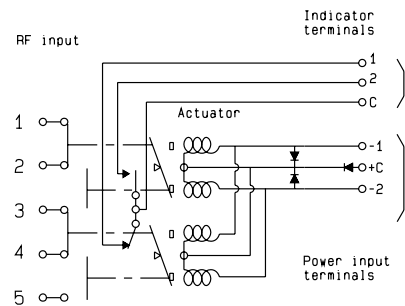 Indicator
terminals
RF input
1
2
C
Actuator
1
2
3
4
5
-1
+C
-2
Power input
terminals